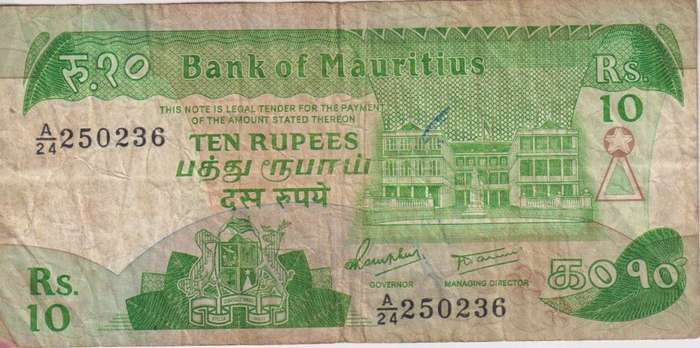 रु.१०
Bank of Mauritius
Rs.
10
THIS NOTE IS LEGAL TENDER FOR THE PAYMENT
OF THE AMOUNT STATED THEREON
A/24 250236
TEN RUPEES
பத்து ரூபாய்
दस रुपये
GOVERNOR
MANAGING DIRECTOR
A/24 250236
Rs.
10